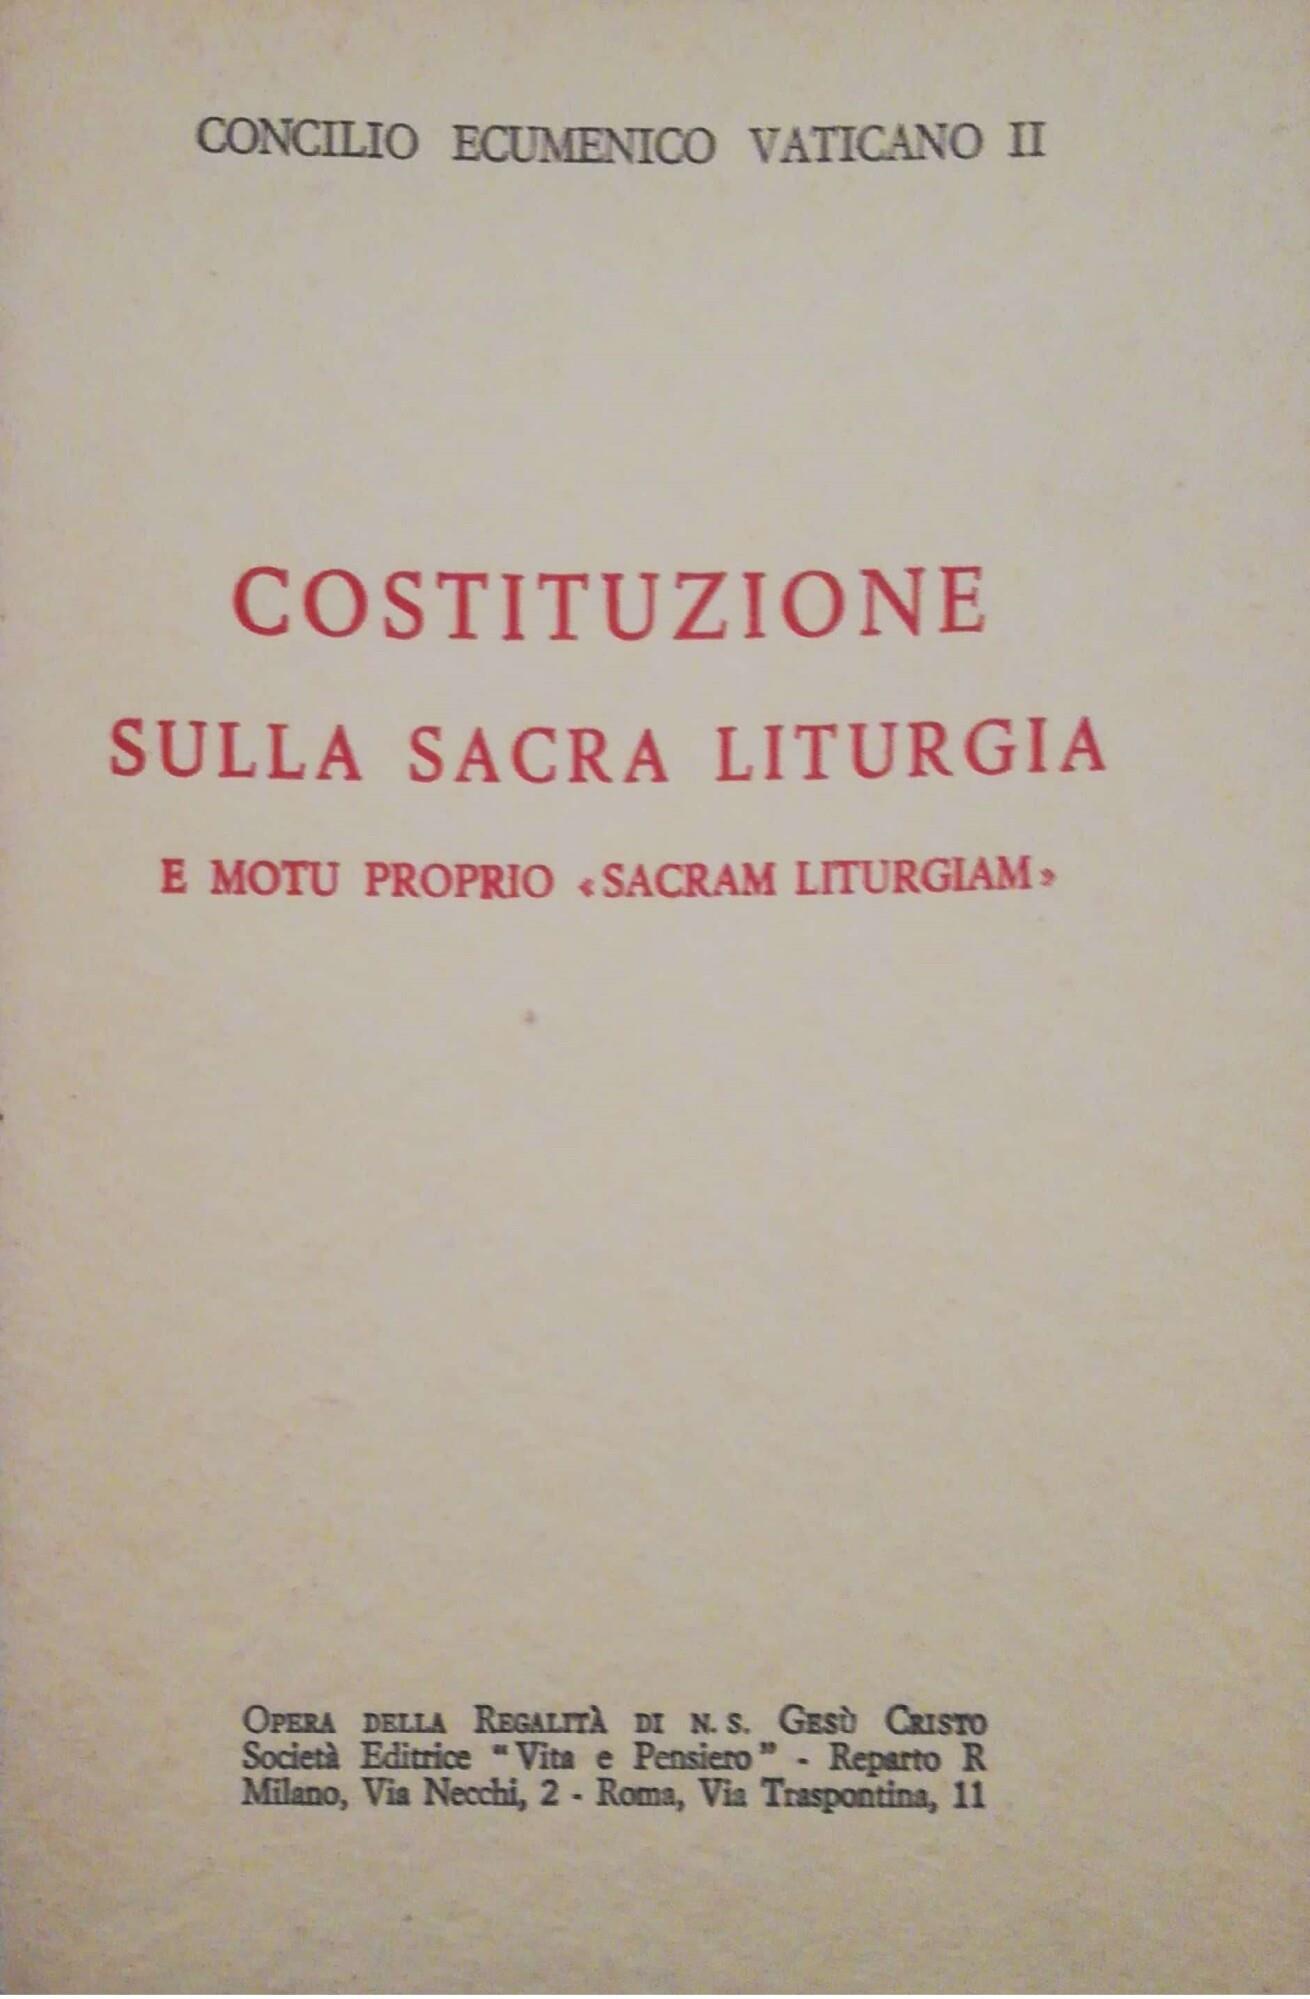 CONCILIO ECUMENICO VATICANO II
COSTITUZIONE
SULLA SACRA LITURGIA
E MOTU PROPRIO «SACRAM LITURGIAM»
OPERA DELLA REGALITÀ DI N. S. GESÙ CRISTO
Società Editrice "Vita e Pensiero" - Reparto R
Milano, Via Necchi, 2 - Roma, Via Traspontina, 11